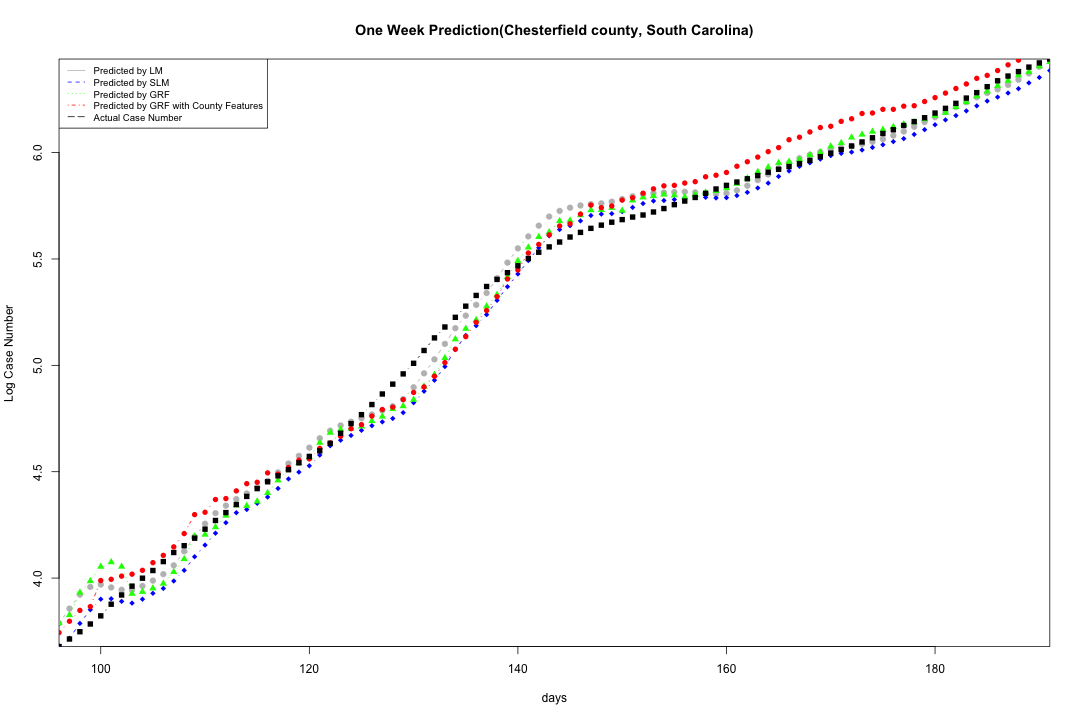 One Week Prediction(Chesterfield county, South Carolina)
Predicted by LM
Predicted by SLM
Predicted by GRF
Predicted by GRF with County Features
Actual Case Number
6.0
5.5
5.0
4.5
4.0
Log Case Number
100
120
140
160
180
days